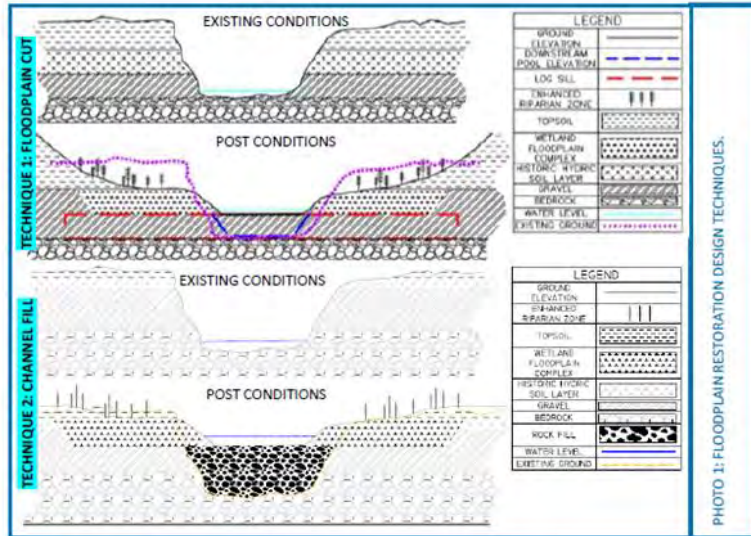 TECHNIQUE 1: FLOODPLAIN CUT
EXISTING CONDITIONS
POST CONDITIONS
LEGEND
GROUND
ELEVATION
DOWNSTREAM
POOL ELEVATION
LOG SILL
ENHANCED
RIPARIAN ZONE
TOPSOIL
WETLAND
FLOODPLAIN
COMPLEX
HISTORIC HYDRIC
SOIL LAYER
GRAVEL
BEDROCK
WATER LEVEL
EXISTING GROUND
TECHNIQUE 2: CHANNEL FILL
EXISTING CONDITIONS
POST CONDITIONS
LEGEND
GROUND
ELEVATION
ENHANCED
RIPARIAN ZONE
TOPSOIL
WETLAND
FLOODPLAIN
COMPLEX
HISTORIC HYDRIC
SOIL LAYER
GRAVEL
BEDROCK
ROCK FILL
WATER LEVEL
EXISTING GROUND
PHOTO 1: FLOODPLAIN RESTORATION DESIGN TECHNIQUES.